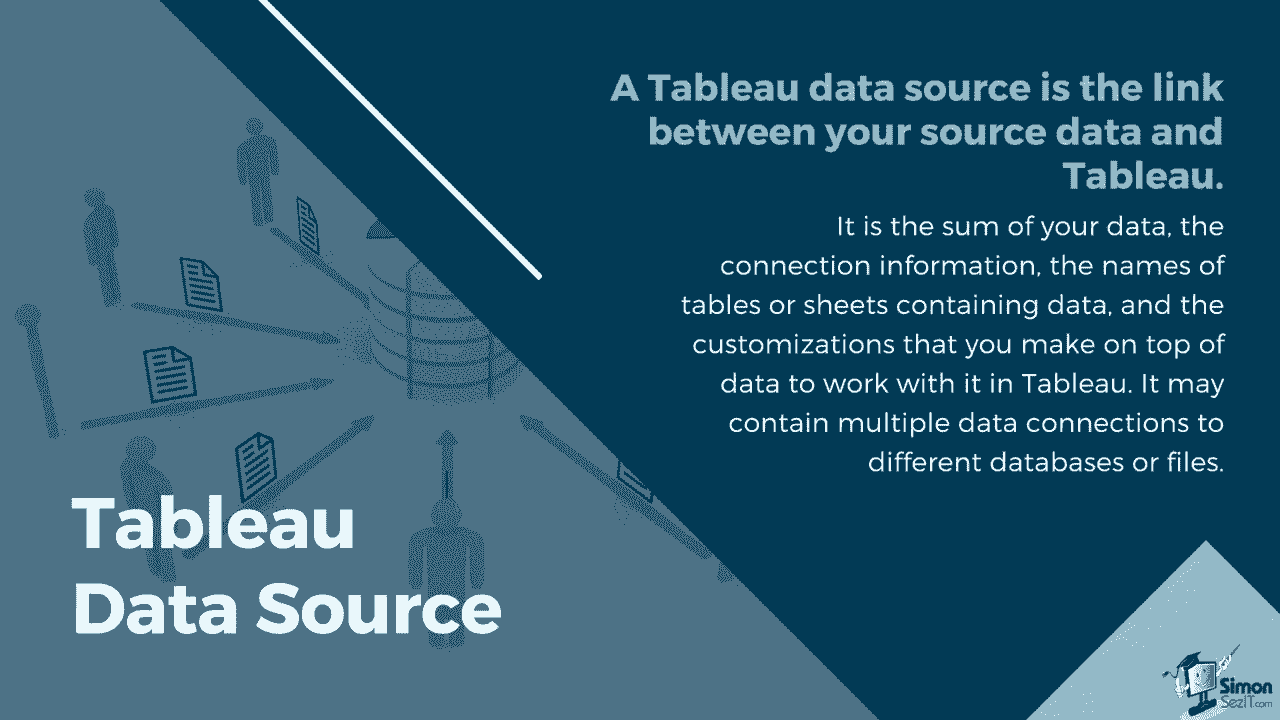 A Tableau data source is the link
between your source data and
Tableau.
It is the sum of your data, the
connection information, the names of
tables or sheets containing data, and the
customizations that you make on top of
data to work with it in Tableau. It may
contain multiple data connections to
different databases or files.
Tableau
Data Source
Simon
SezIT.com